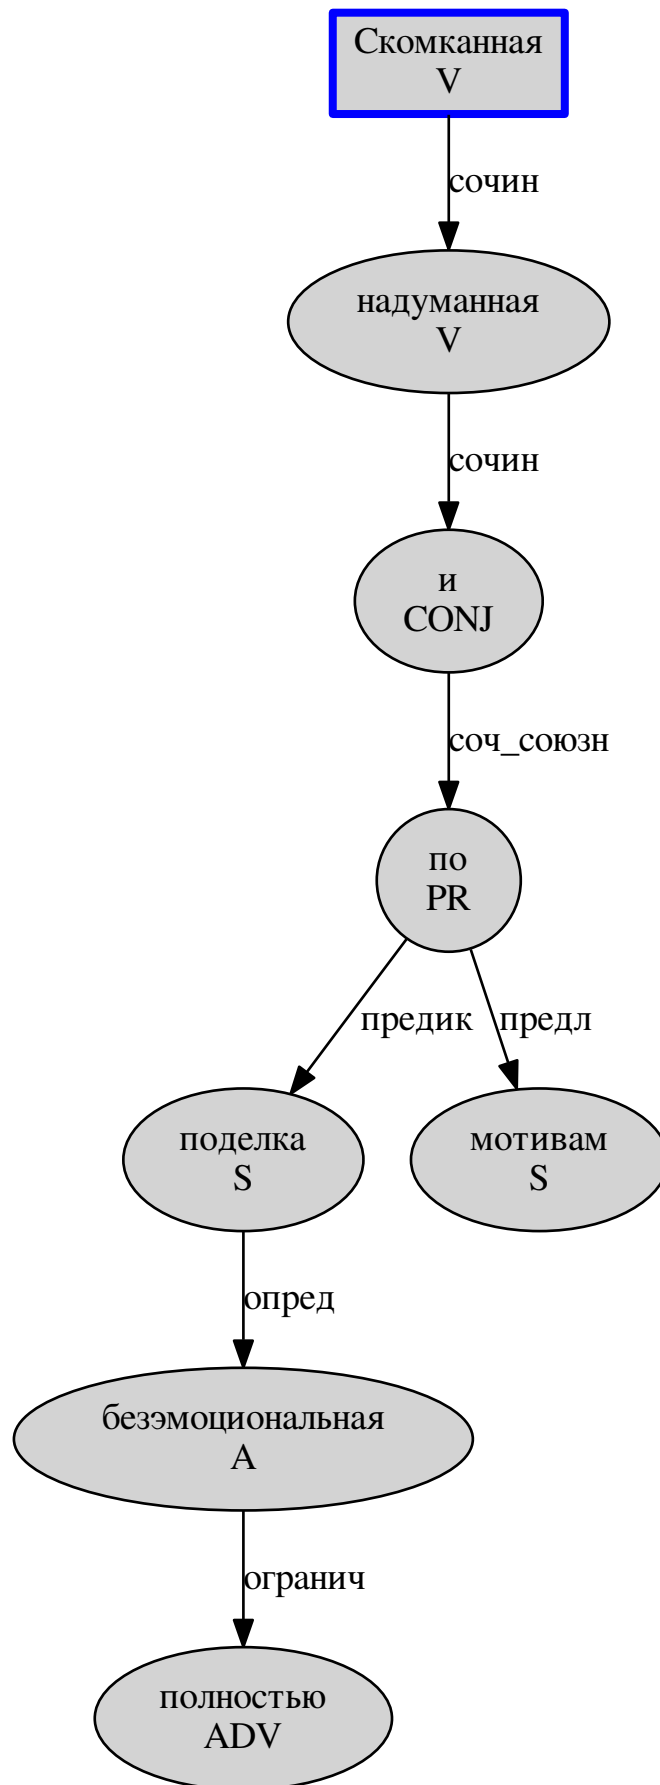 Скомканная
V
сочин
надуманная
V
сочин
и
CONJ
соч_союзн
по
PR
предик предл
поделка
S
мотивам
S
опред
безэмоциональная
A
огранич
полностью
ADV